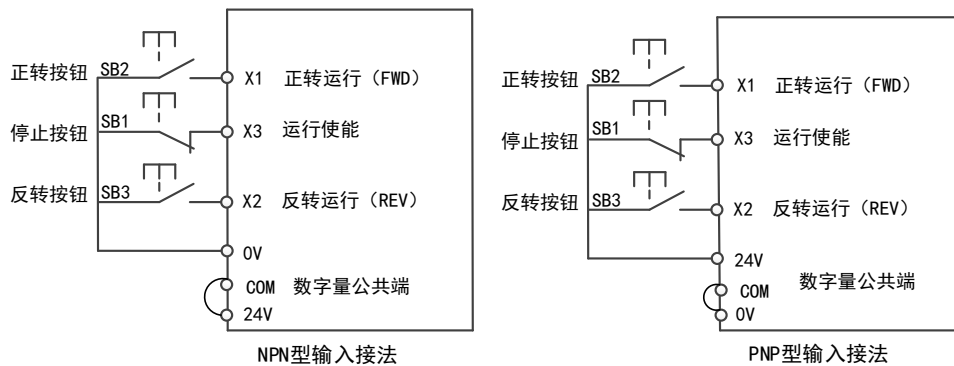 正转按钮 SB2 X1 正转运行（FWD）
停止按钮 SB1 X3 运行使能
反转按钮 SB3 X2 反转运行（REV）
0V
COM 数字量公共端
24V
NPN型输入接法
正转按钮 SB2 X1 正转运行（FWD）
停止按钮 SB1 X3 运行使能
反转按钮 SB3 X2 反转运行（REV）
24V
COM 数字量公共端
0V
PNP型输入接法